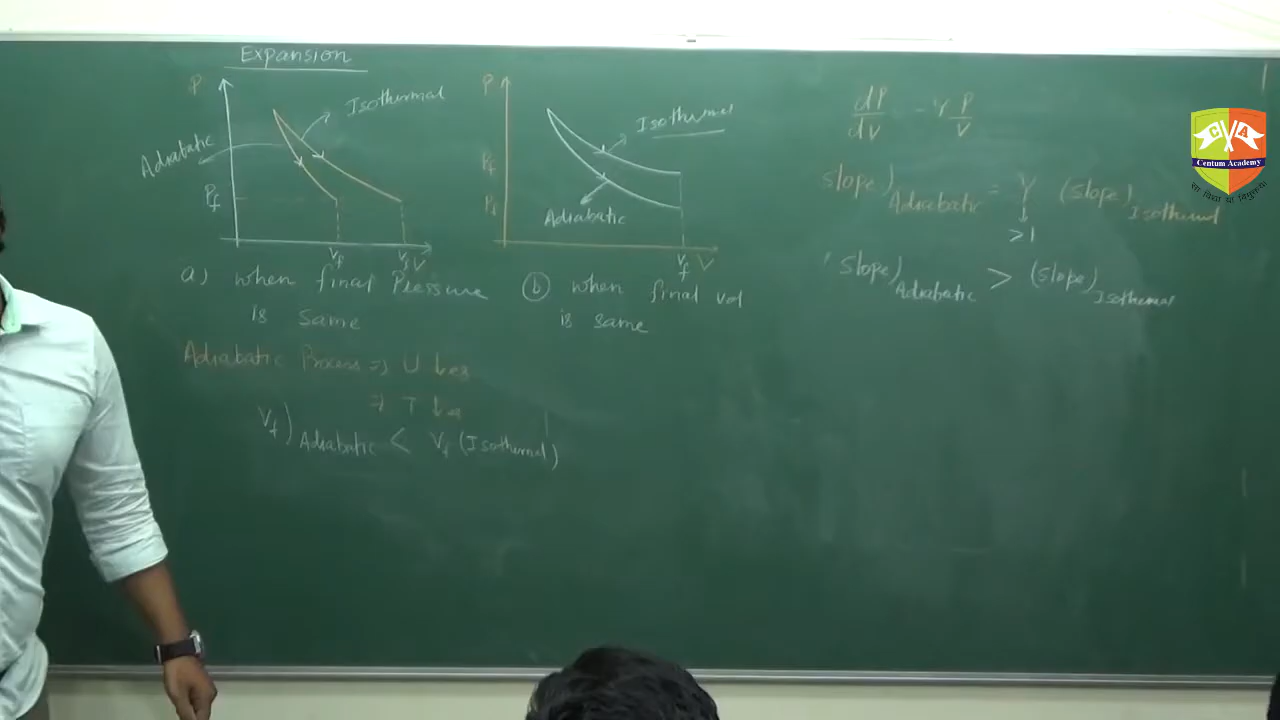 Expansion
P
Isothermal
Adiabatic
Pf
Vf
Vf
V
a) when final Pressure
is same
P
Isothermal
Pf
Pf
Adiabatic
Vf
V
b when final vol
is same
Adiabatic Process ⇒ U ↓es
⇒ T ↓es
Vf) Adiabatic < Vf (Isothermal)
dP/dV - γ P/V
slope) Adiabatic = γ (slope) Isothermal
>1
slope) Adiabatic > (slope) Isothermal
C A
Centum Academy